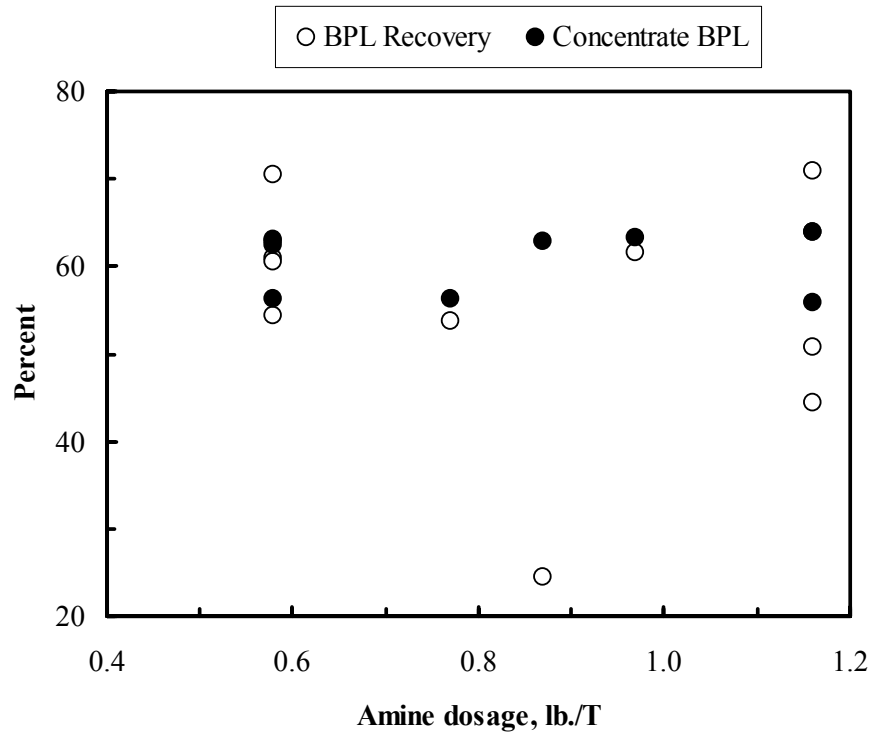 BPL Recovery Concentrate BPL
80
60
40
20
Percent
0.4 0.6 0.8 1.0 1.2
Amine dosage, lb./T